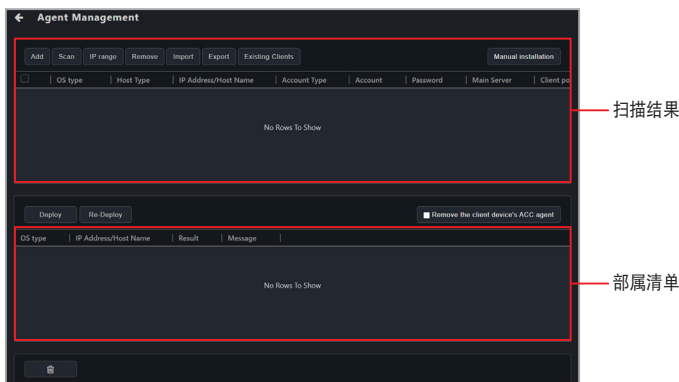 Agent Management
Add Scan IP range Remove Import Export Existing Clients Manual installation
OS type Host Type IP Address/Host Name Account Type Account Password Main Server Client po
No Rows To Show
扫描结果
Deploy Re-Deploy Remove the client device's ACC agent
OS type IP Address/Host Name Result Message
No Rows To Show
部属清单